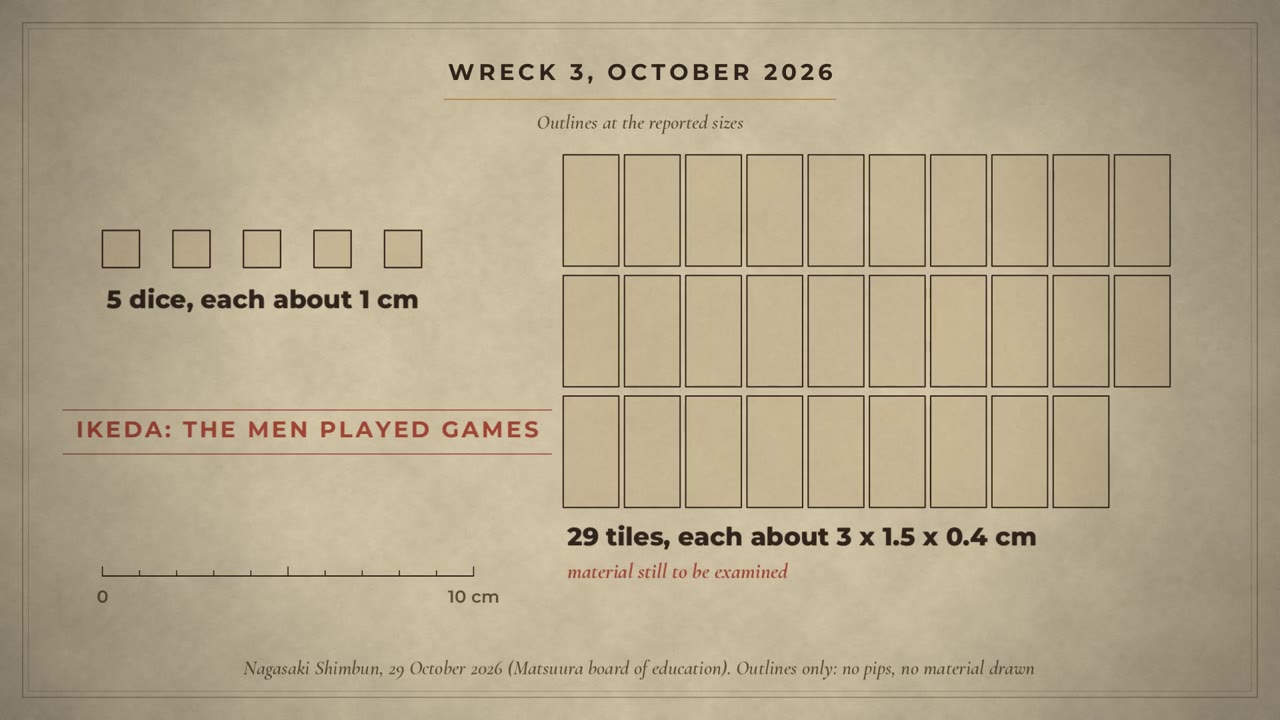 WRECK 3, OCTOBER 2026
Outlines at the reported sizes
5 dice, each about 1 cm
IKEDA: THE MEN PLAYED GAMES
29 tiles, each about 3 x 1.5 x 0.4 cm
material still to be examined
0
10 cm
Nagasaki Shimbun, 29 October 2026 (Matsuura board of education). Outlines only: no pips, no material drawn